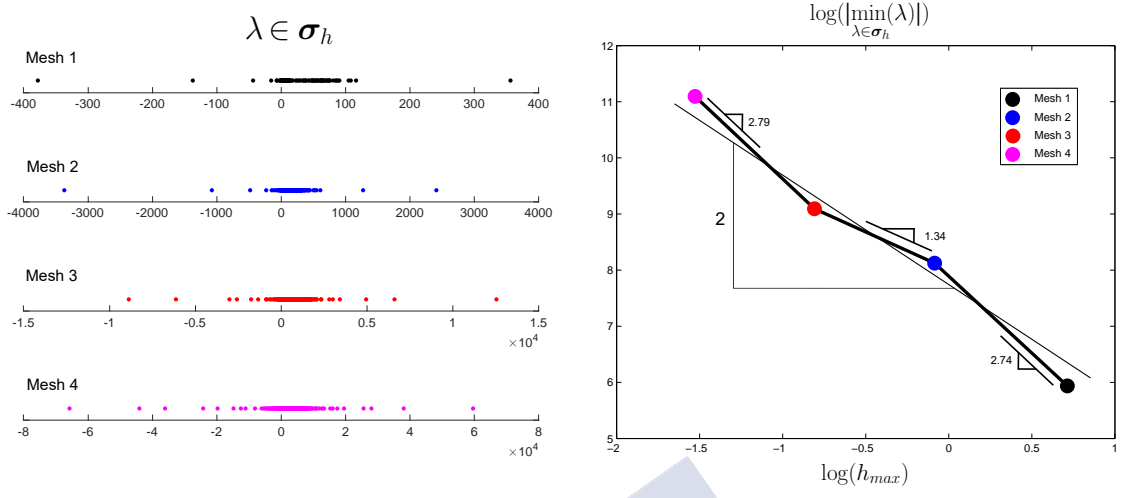 λ ∈ σ_h
Mesh 1
-400 -300 -200 -100 0 100 200 300 400
Mesh 2
-4000 -3000 -2000 -1000 0 1000 2000 3000 4000
Mesh 3
-1.5 -1 -0.5 0 0.5 1 1.5
×10^4
Mesh 4
-8 -6 -4 -2 0 2 4 6 8
×10^4
log(|min(λ)|)
λ∈σ_h
12
11
10
9
8
7
6
5
2.79
2
1.34
2.74
Mesh 1
Mesh 2
Mesh 3
Mesh 4
−2 −1.5 −1 −0.5 0 0.5 1
log(h_max)